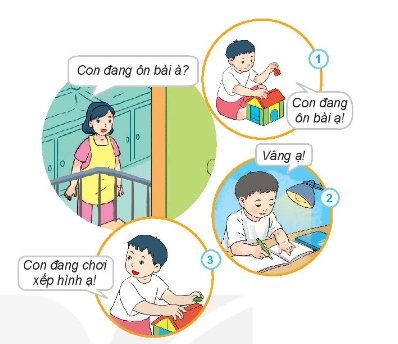 Con đang ôn bài à?
1
Con đang
ôn bài ạ!
Vâng ạ!
2
3
Con đang chơi
xếp hình ạ!